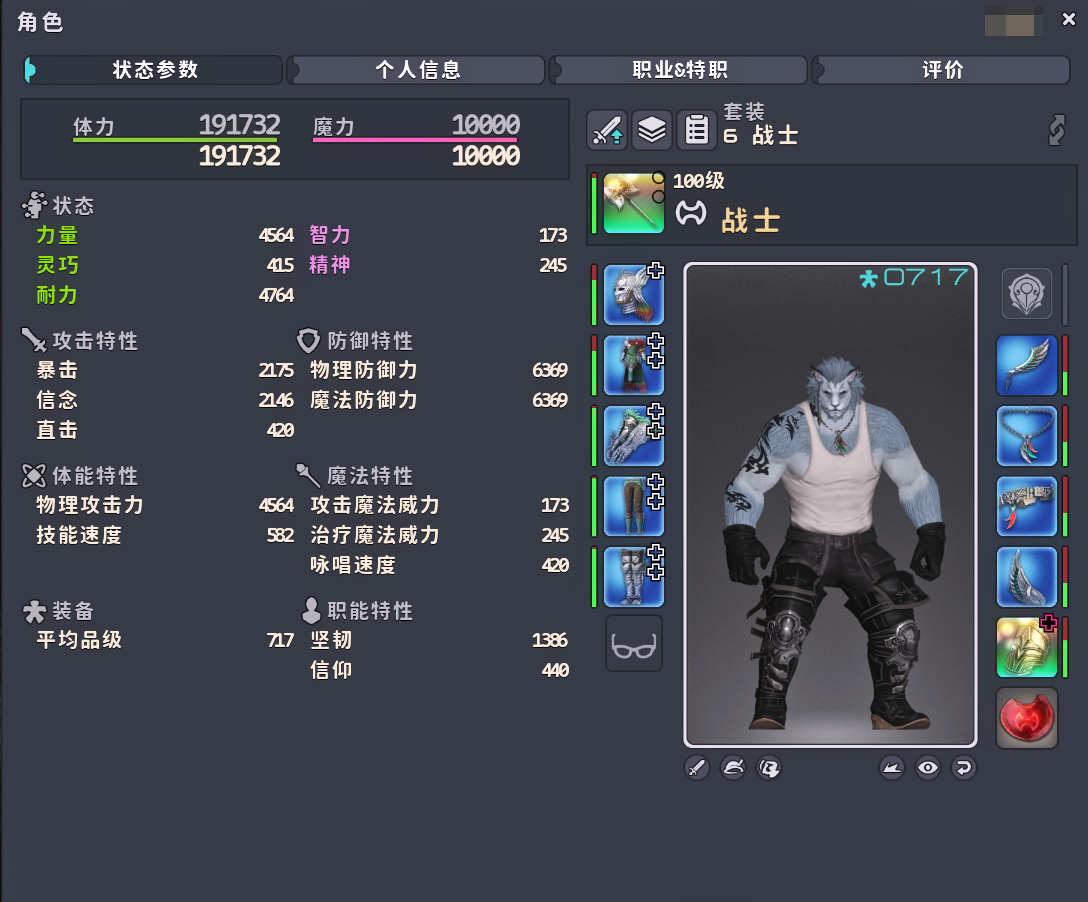 角色
状态参数
个人信息
职业&特职
评价
体力 191732
191732
魔力 10000
10000
状态
力量 4564
灵巧 415
耐力 4764
智力 173
精神 245
攻击特性
暴击 2175
信念 2146
直击 420
防御特性
物理防御力 6369
魔法防御力 6369
体能特性
物理攻击力 4564
技能速度 582
魔法特性
攻击魔法威力 173
治疗魔法威力 245
咏唱速度 420
装备
平均品级 717
职能特性
坚韧 1386
信仰 440
套装
6 战士
100级
战士
0717